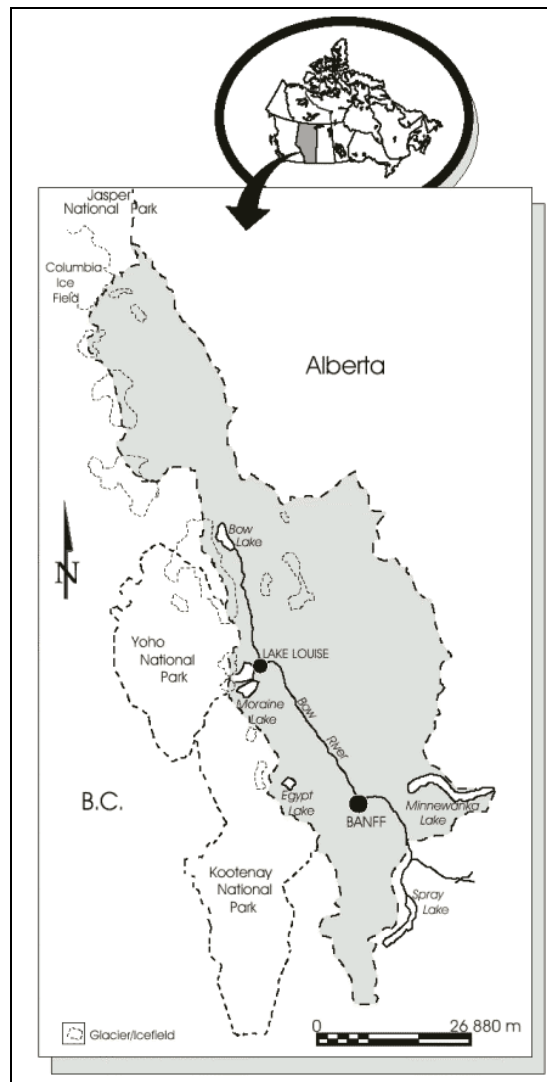 Jasper
National Park
Columbia
Ice
Field
Alberta
Bow
Lake
N
Yoho
National
Park
LAKE LOUISE
Moraine
Lake
Bow
River
B.C.
Egypt
Lake
BANFF
Minnewanka
Lake
Kootenay
National
Park
Spray
Lake
Glacier/Icefield
0 26 880 m